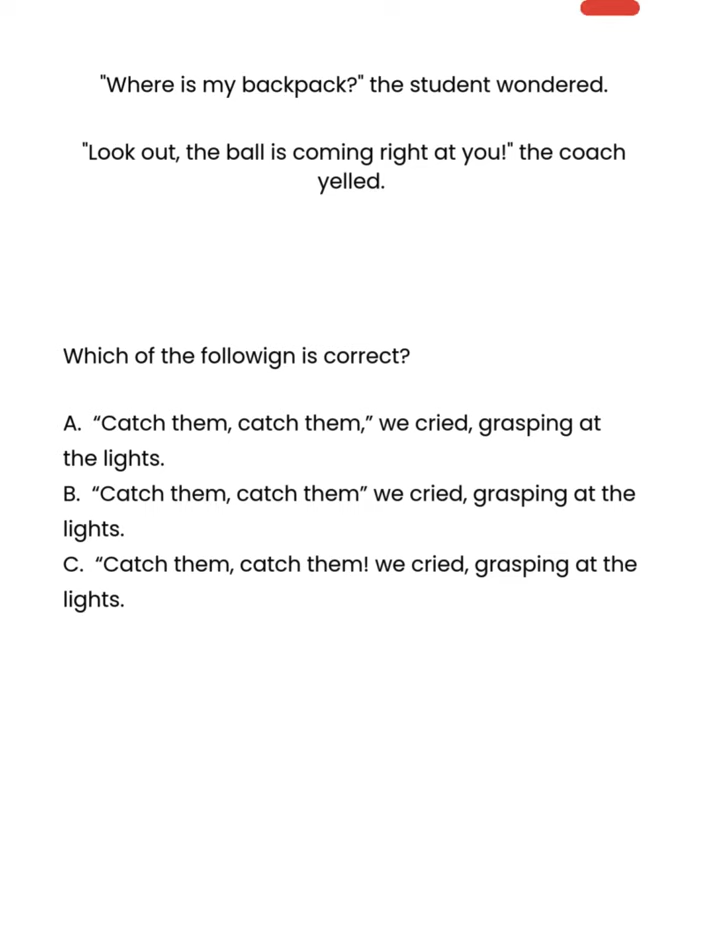 "Where is my backpack?" the student wondered.
"Look out, the ball is coming right at you!" the coach
yelled.
Which of the followign is correct?
A. “Catch them, catch them,” we cried, grasping at
the lights.
B. “Catch them, catch them” we cried, grasping at the
lights.
C. “Catch them, catch them! we cried, grasping at the
lights.